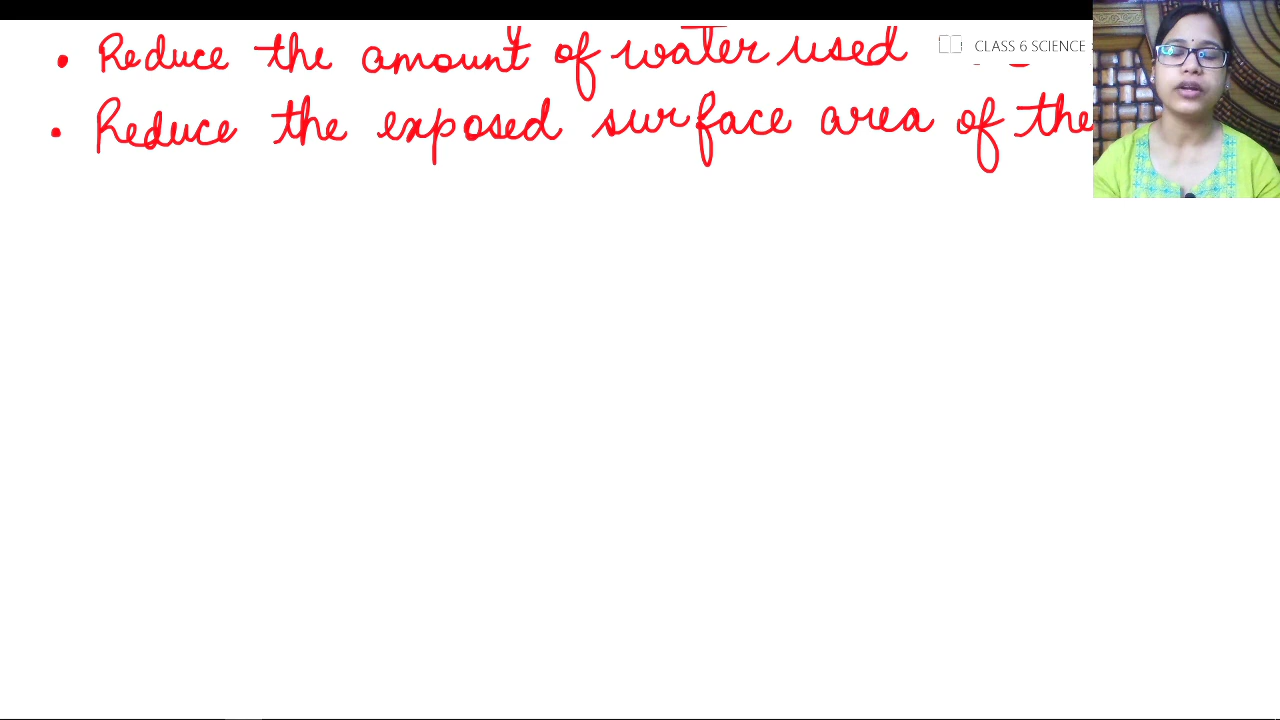 • Reduce the amount of water used
CLASS 6 SCIENCE
• Reduce the exposed surface area of the